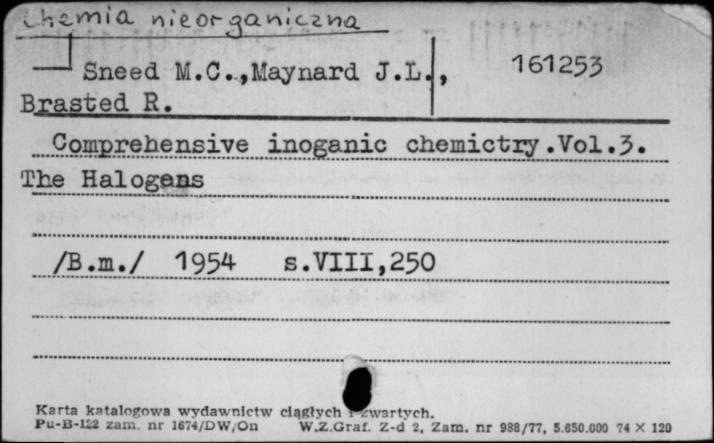 Chemia nieorganiczna
Sneed M.C.,Maynard J.L., 161253
Brasted R.
Comprehensive inoganic chemictry.Vol.3.
The Halogens
/B.m./ 1954 s.VIII,250
Karta katalogowa wydawnictw ciągłych i zwartych.
Pu-B-122 zam. nr 1674/DW/On W.Z.Graf. Z-d 2, Zam. nr 988/77, 5.650.000 74 × 120